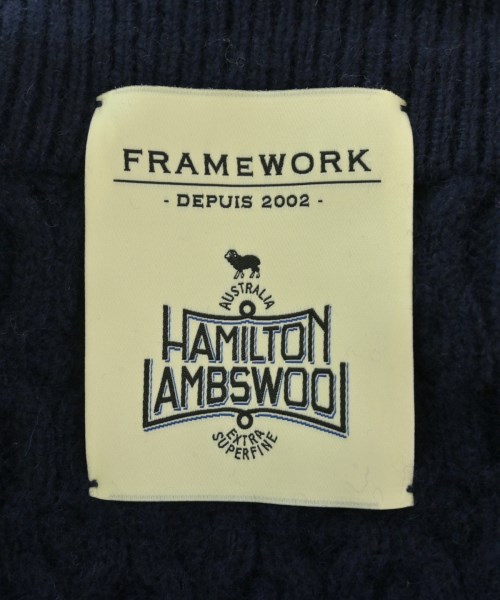 FRAMeWORK
- DEPUIS 2002 -
AUSTRALIA
HAMILTON
LAMBSWOOL
EXTRA
SUPERFINE